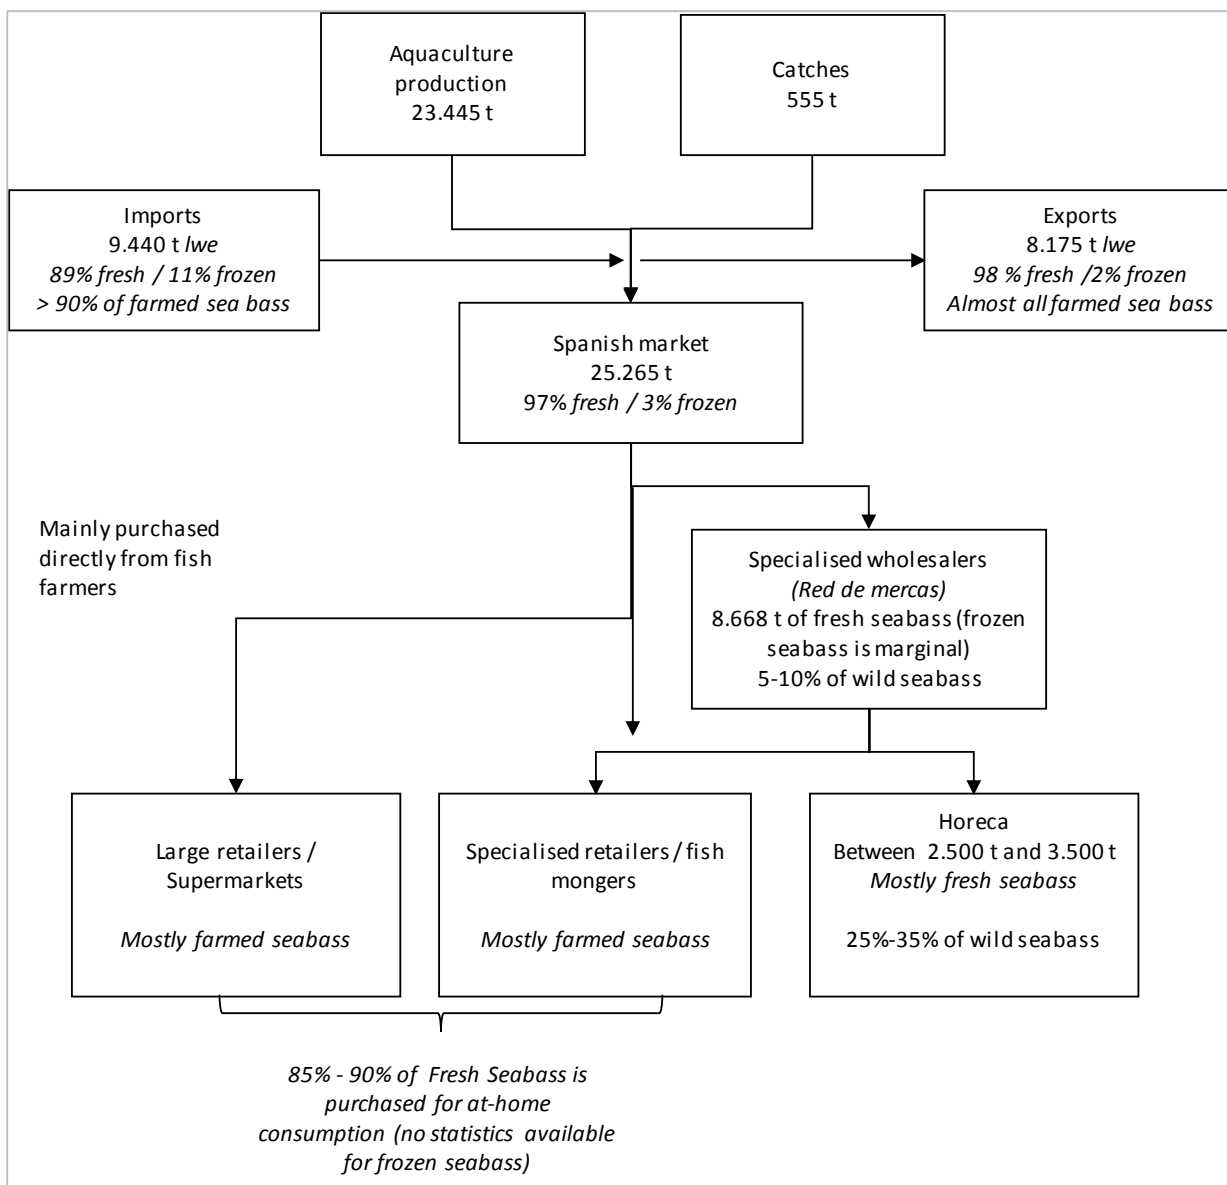 Aquaculture
production
23.445 t
Catches
555 t
Imports
9.440 t lwe
89% fresh / 11% frozen
> 90% of farmed sea bass
Exports
8.175 t lwe
98 % fresh /2% frozen
Almost all farmed sea bass
Spanish market
25.265 t
97% fresh / 3% frozen
Mainly purchased
directly from fish
farmers
Specialised wholesalers
(Red de mercas)
8.668 t of fresh seabass (frozen
seabass is marginal)
5-10% of wild seabass
Large retailers /
Supermarkets
Mostly farmed seabass
Specialised retailers / fish
mongers
Mostly farmed seabass
Horeca
Between 2.500 t and 3.500 t
Mostly fresh seabass
25%-35% of wild seabass
85% - 90% of Fresh Seabass is
purchased for at-home
consumption (no statistics available
for frozen seabass)